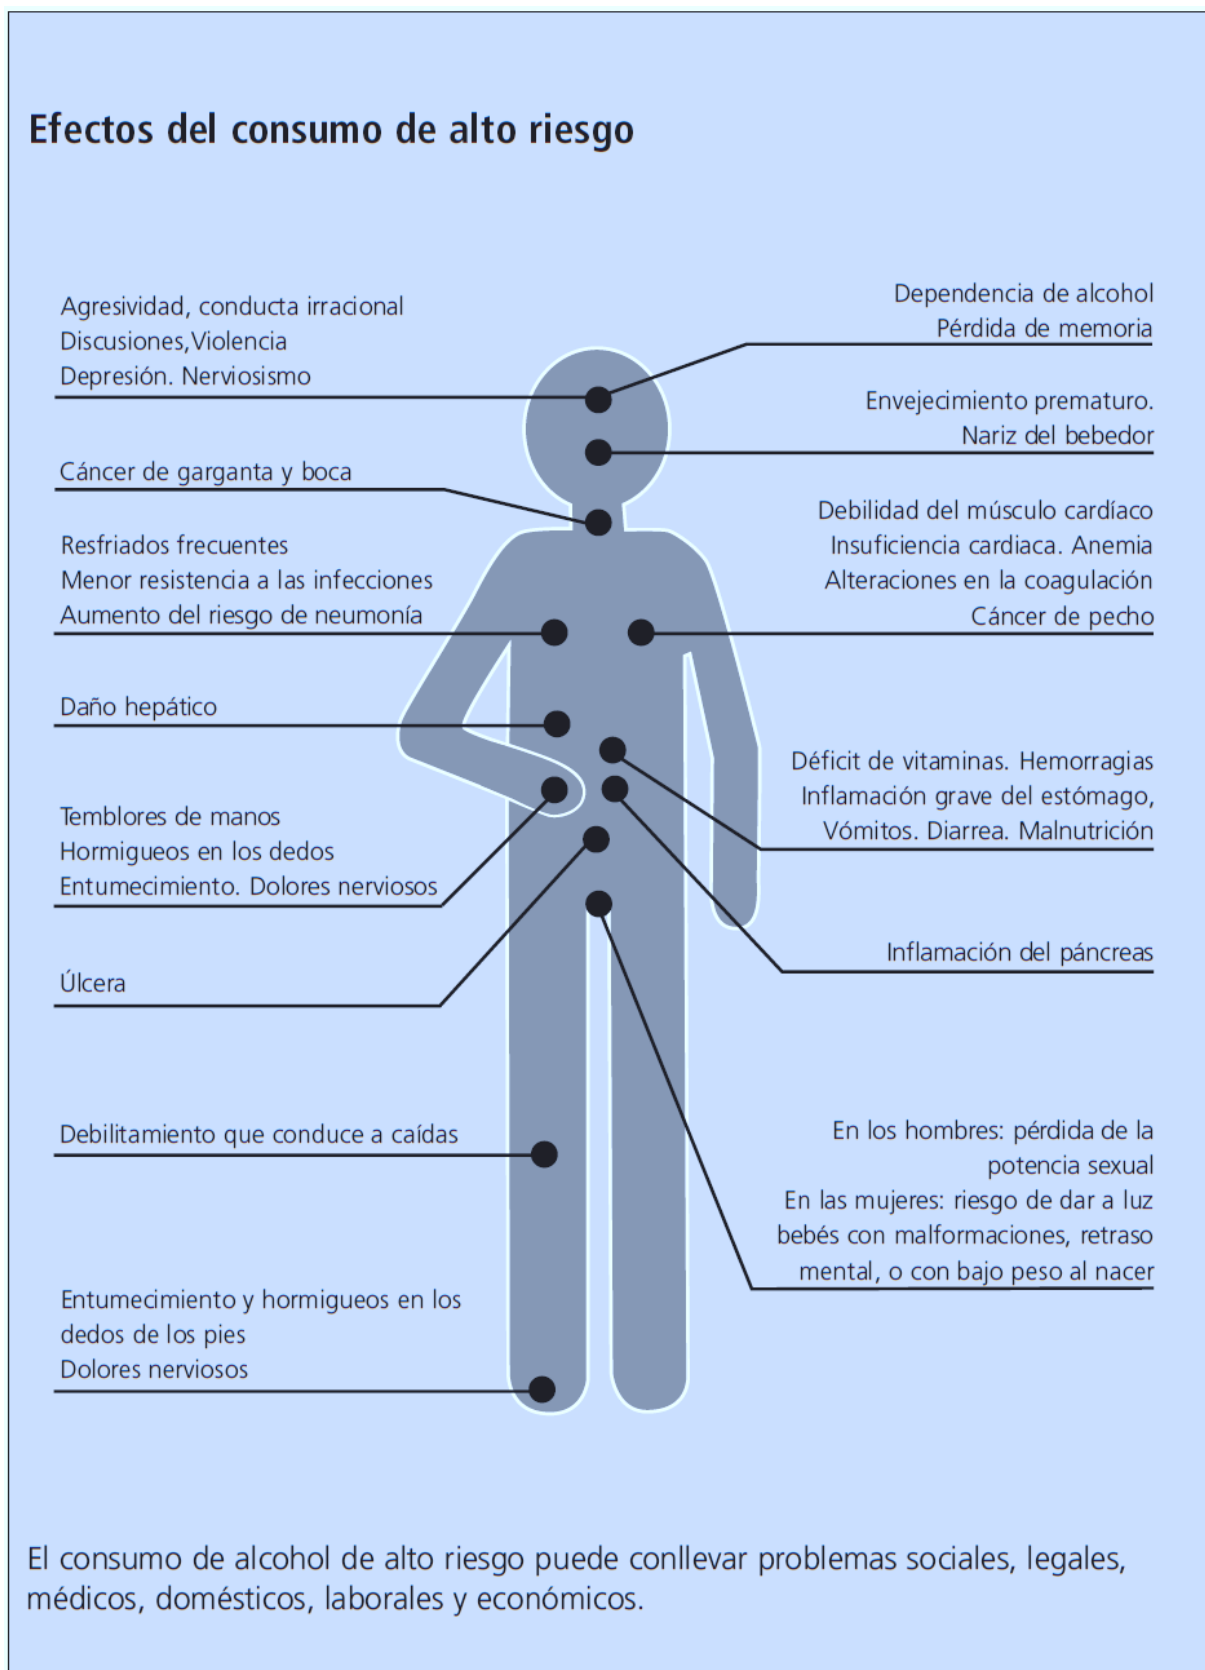 Efectos del consumo de alto riesgo
Agresividad, conducta irracional
Discusiones,Violencia
Depresión. Nerviosismo
Cáncer de garganta y boca
Resfriados frecuentes
Menor resistencia a las infecciones
Aumento del riesgo de neumonía
Daño hepático
Temblores de manos
Hormigueos en los dedos
Entumecimiento. Dolores nerviosos
Úlcera
Debilitamiento que conduce a caídas
Entumecimiento y hormigueos en los
dedos de los pies
Dolores nerviosos
Dependencia de alcohol
Pérdida de memoria
Envejecimiento prematuro.
Nariz del bebedor
Debilidad del músculo cardíaco
Insuficiencia cardiaca. Anemia
Alteraciones en la coagulación
Cáncer de pecho
Déficit de vitaminas. Hemorragias
Inflamación grave del estómago,
Vómitos. Diarrea. Malnutrición
Inflamación del páncreas
En los hombres: pérdida de la
potencia sexual
En las mujeres: riesgo de dar a luz
bebés con malformaciones, retraso
mental, o con bajo peso al nacer
El consumo de alcohol de alto riesgo puede conllevar problemas sociales, legales,
médicos, domésticos, laborales y económicos.